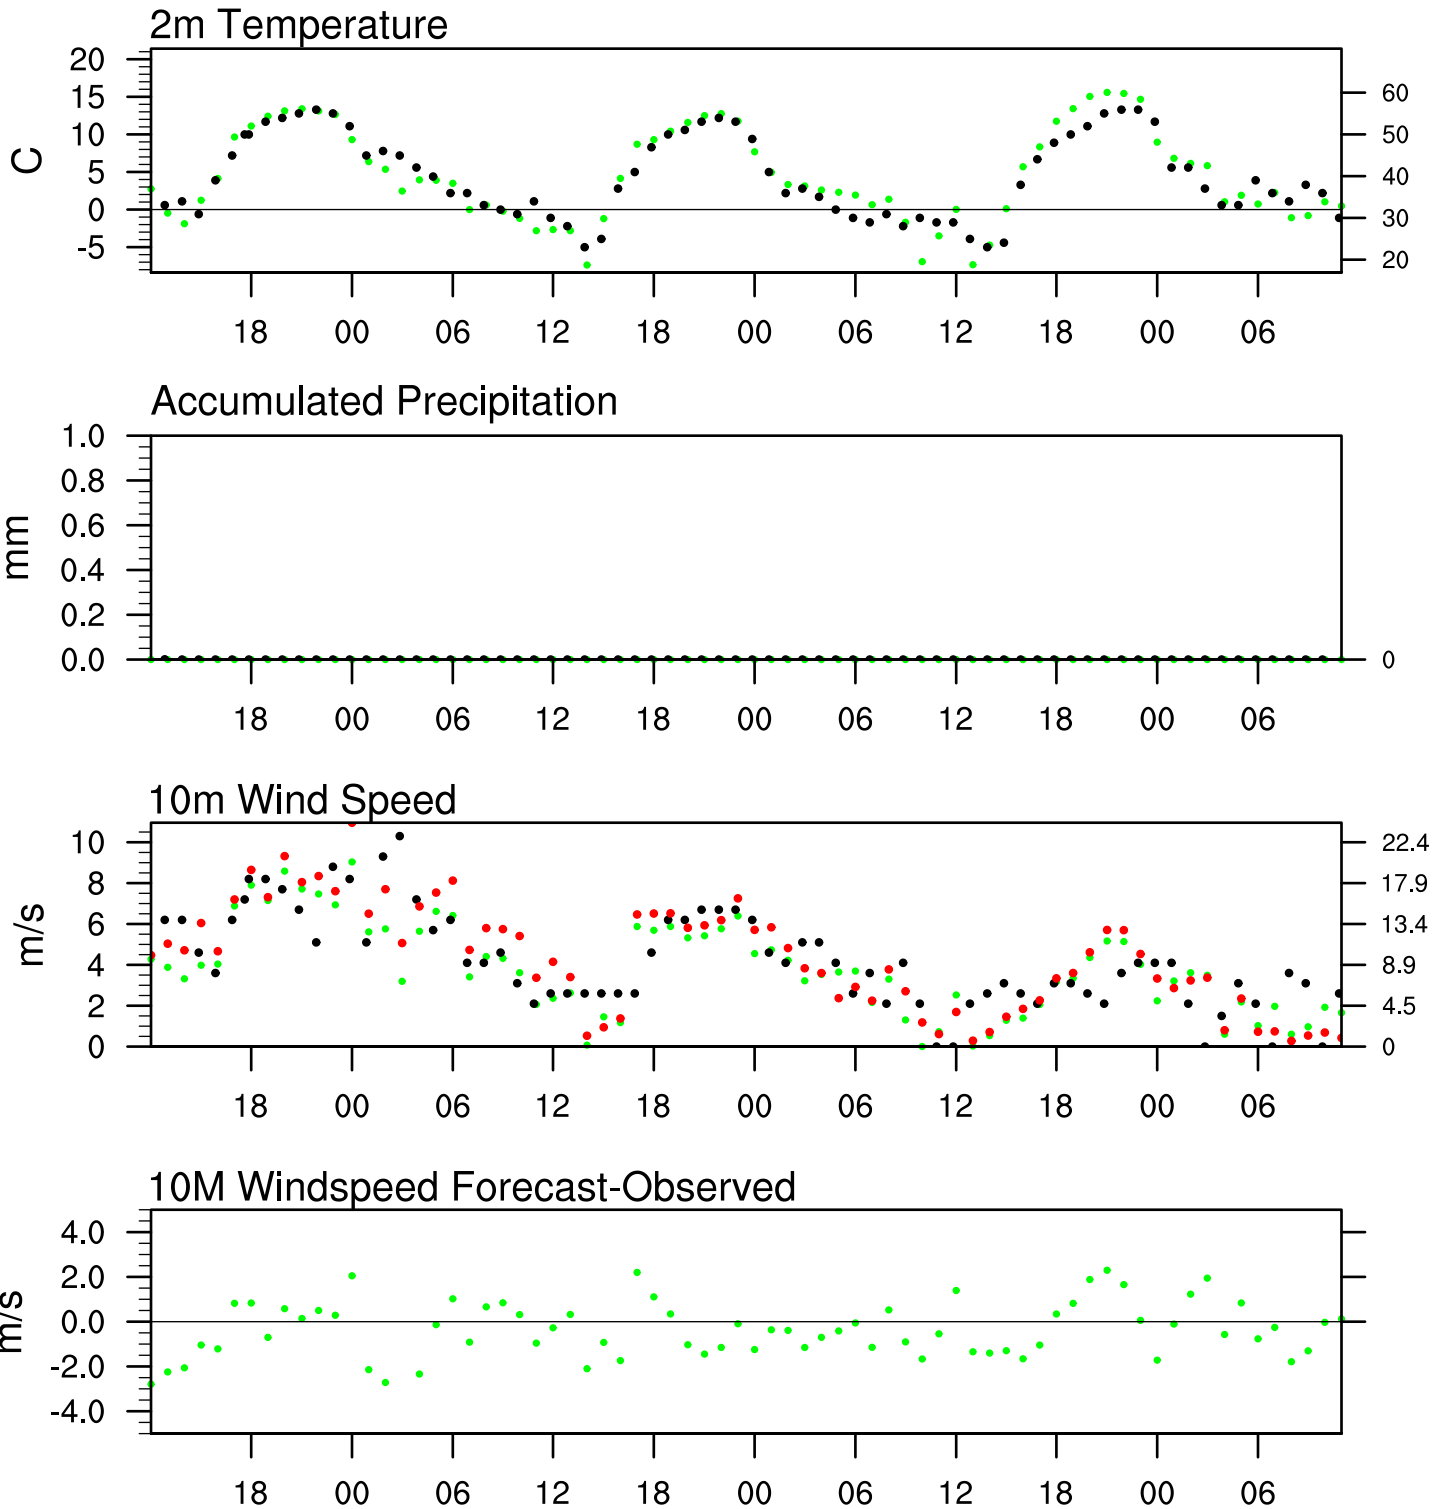 2m Temperature
20
15
10
5
0
-5
C
60
50
40
30
20
18 00 06 12 18 00 06 12 18 00 06
Accumulated Precipitation
1.0
0.8
0.6
0.4
0.2
0.0
mm
0
18 00 06 12 18 00 06 12 18 00 06
10m Wind Speed
10
8
6
4
2
0
m/s
22.4
17.9
13.4
8.9
4.5
0
18 00 06 12 18 00 06 12 18 00 06
10M Windspeed Forecast-Observed
4.0
2.0
0.0
-2.0
-4.0
m/s
18 00 06 12 18 00 06 12 18 00 06